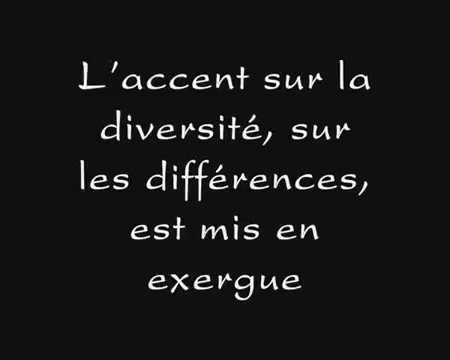 L'accent sur la
diversité, sur
les différences,
est mis en
exergue